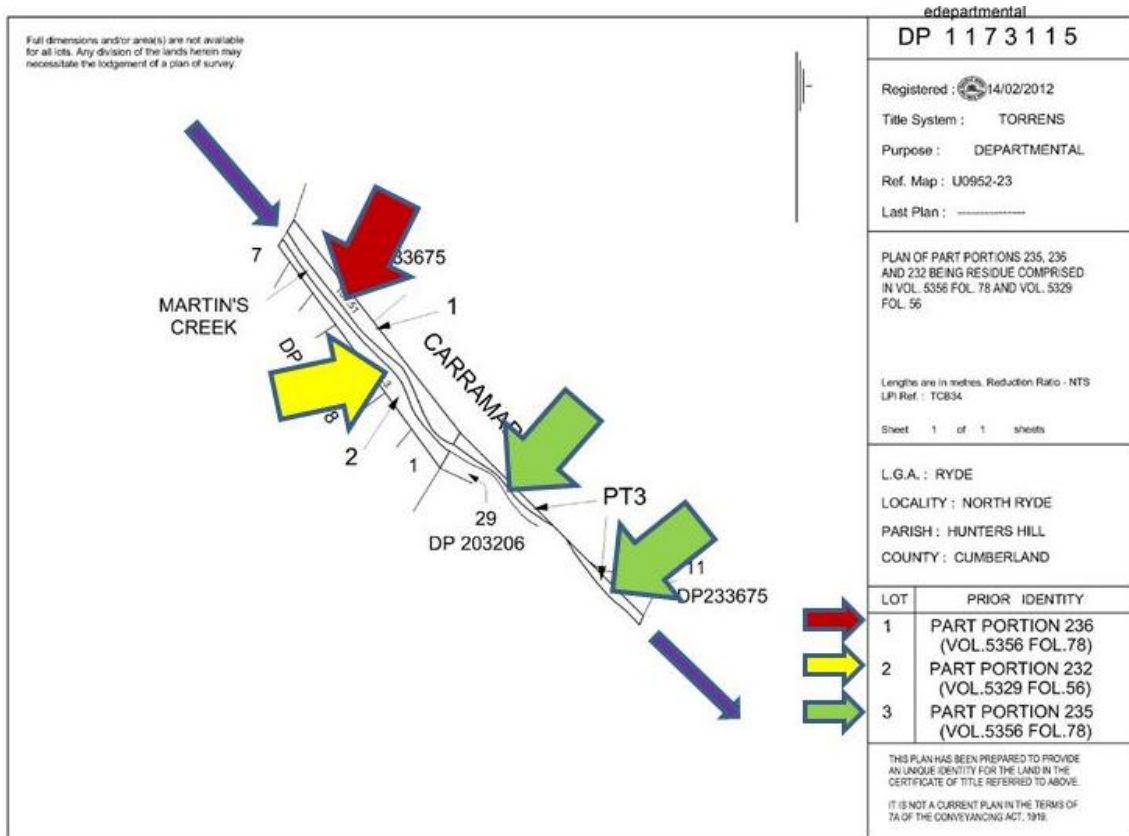 edepartmental
Full dimensions and/or area(s) are not available
for all lots. Any division of the lands herein may
necessitate the lodgement of a plan of survey.
DP 1173115
Registered : 14/02/2012
Title System : TORRENS
Purpose : DEPARTMENTAL
Ref. Map : U0952-23
Last Plan : ---------------
PLAN OF PART PORTIONS 235, 236
AND 232 BEING RESIDUE COMPRISED
IN VOL. 5356 FOL. 78 AND VOL. 5329
FOL. 56
Lengths are in metres. Reduction Ratio - NTS
LPI Ref. : TCB34
Sheet 1 of 1 sheets
L.G.A. : RYDE
LOCALITY : NORTH RYDE
PARISH : HUNTERS HILL
COUNTY : CUMBERLAND
LOT PRIOR IDENTITY
1 PART PORTION 236
(VOL.5356 FOL.78)
2 PART PORTION 232
(VOL.5329 FOL.56)
3 PART PORTION 235
(VOL.5356 FOL.78)
THIS PLAN HAS BEEN PREPARED TO PROVIDE
AN UNIQUE IDENTITY FOR THE LAND IN THE
CERTIFICATE OF TITLE REFERRED TO ABOVE.
IT IS NOT A CURRENT PLAN IN THE TERMS OF
7A OF THE CONVEYANCING ACT, 1919.
7
33675
MARTIN'S
CREEK
1
DP
8
CARRAMAR
2
1
29
DP 203206
PT3
11
DP233675